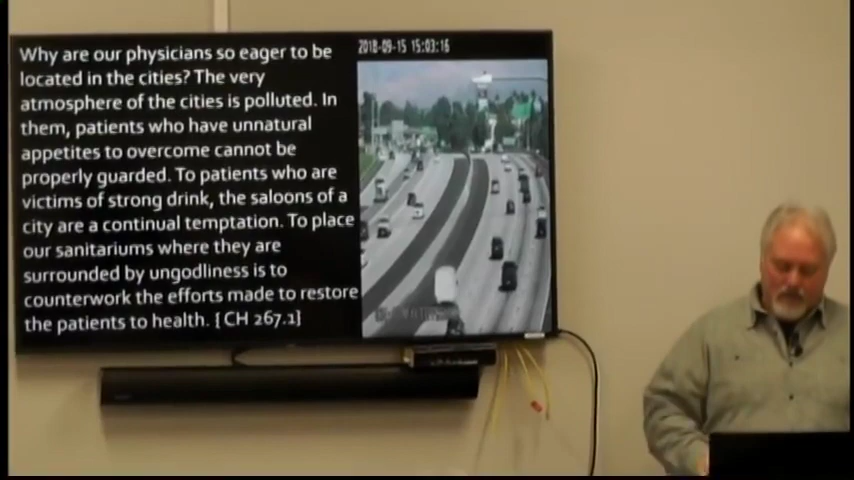 Why are our physicians so eager to be
located in the cities? The very
atmosphere of the cities is polluted. In
them, patients who have unnatural
appetites to overcome cannot be
properly guarded. To patients who are
victims of strong drink, the saloons of a
city are a continual temptation. To place
our sanitariums where they are
surrounded by ungodliness is to
counterwork the efforts made to restore
the patients to health. [ CH 267.1]
2018-09-15 15:03:16